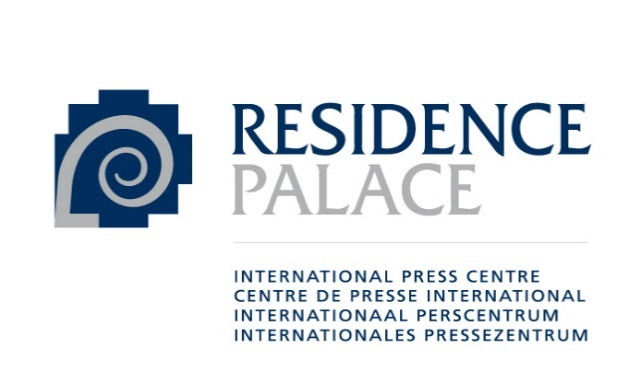 RESIDENCE
PALACE
INTERNATIONAL PRESS CENTRE
CENTRE DE PRESSE INTERNATIONAL
INTERNATIONAAL PERSCENTRUM
INTERNATIONALES PRESSEZENTRUM